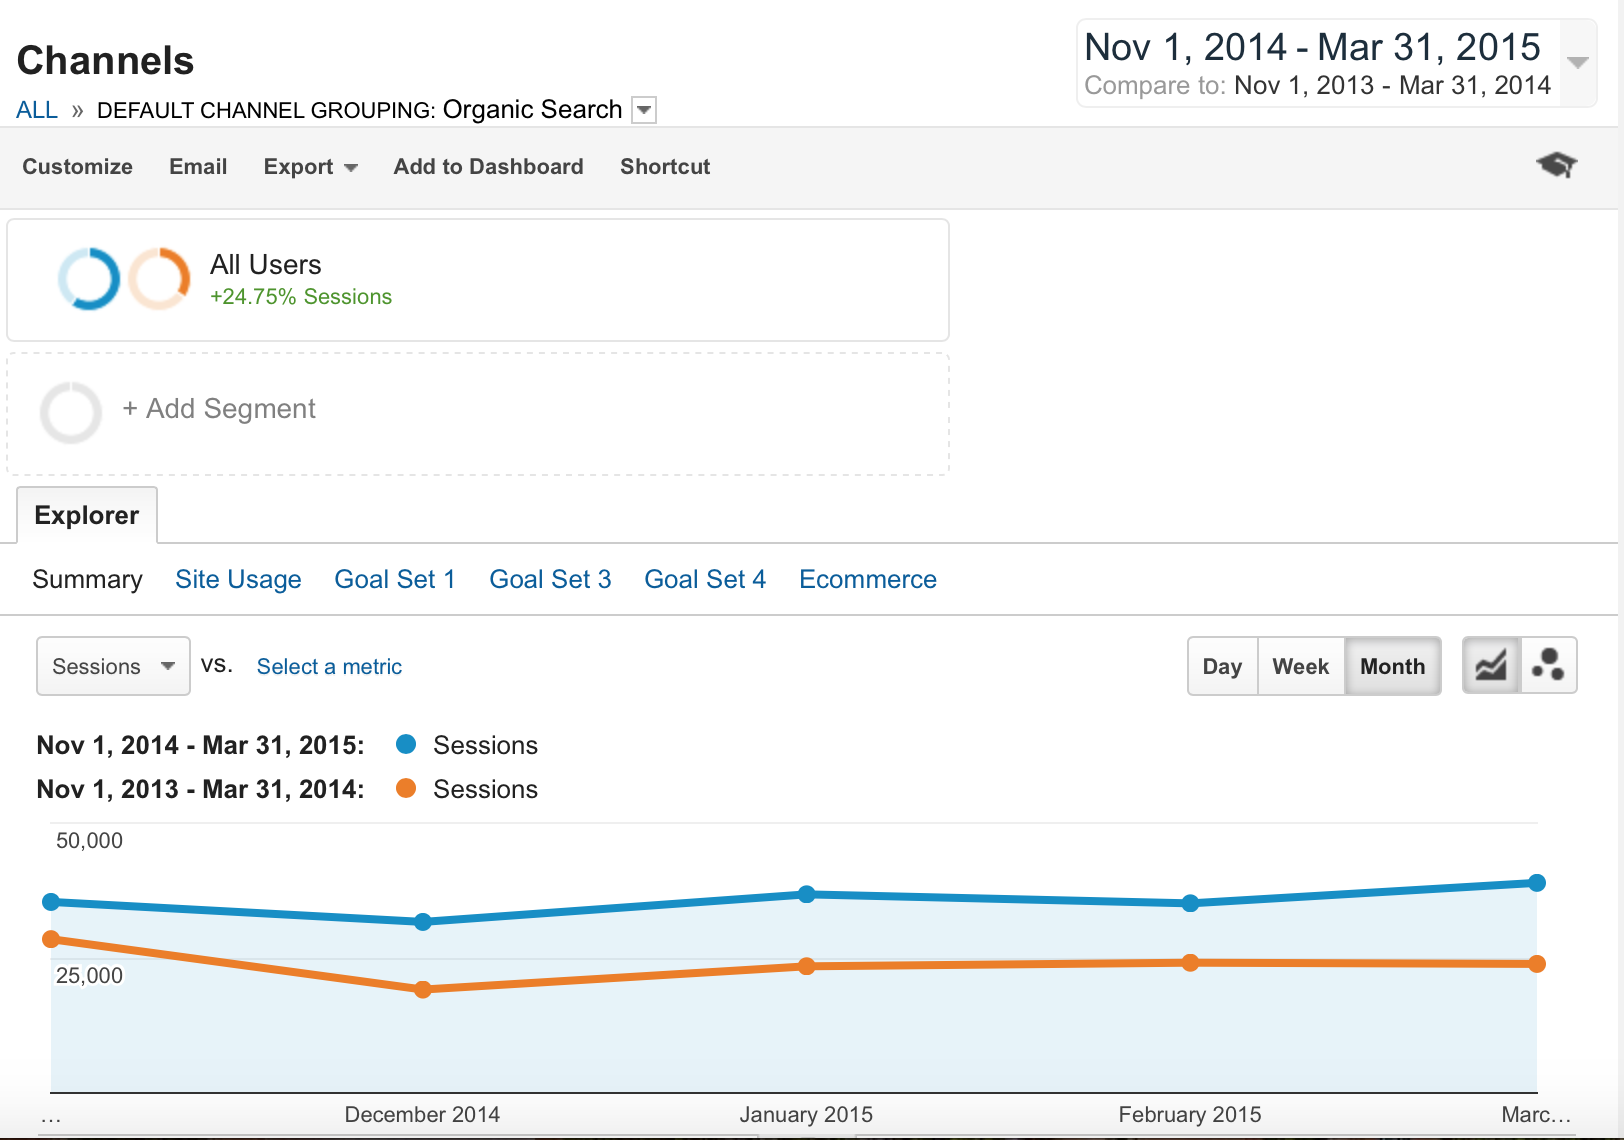 Channels
Nov 1, 2014 - Mar 31, 2015
Compare to: Nov 1, 2013 - Mar 31, 2014
ALL » DEFAULT CHANNEL GROUPING: Organic Search
Customize Email Export Add to Dashboard Shortcut
All Users
+24.75% Sessions
+ Add Segment
Explorer
Summary Site Usage Goal Set 1 Goal Set 3 Goal Set 4 Ecommerce
Sessions VS. Select a metric Day Week Month
Nov 1, 2014 - Mar 31, 2015: Sessions
Nov 1, 2013 - Mar 31, 2014: Sessions
50,000
25,000
... December 2014 January 2015 February 2015 Marc...